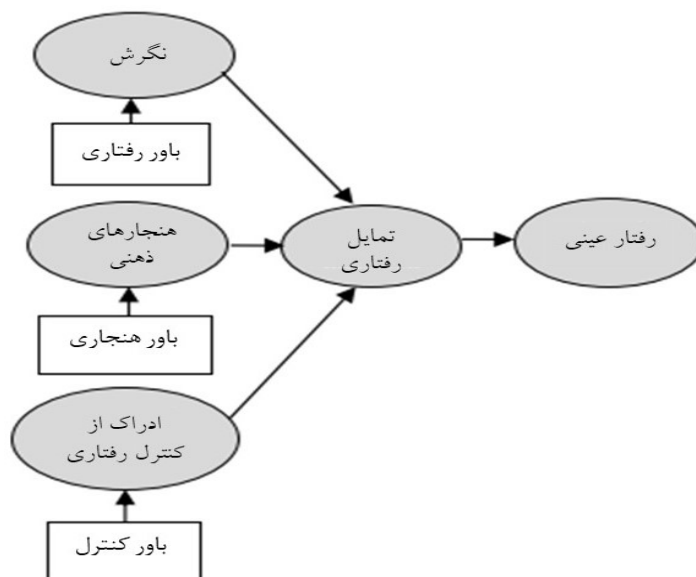 نگرش
باور رفتاری
هنجارهای
ذهنی
تمایل
رفتاری
رفتار عینی
باور هنجاری
ادراک از
کنترل رفتاری
باور کنترل